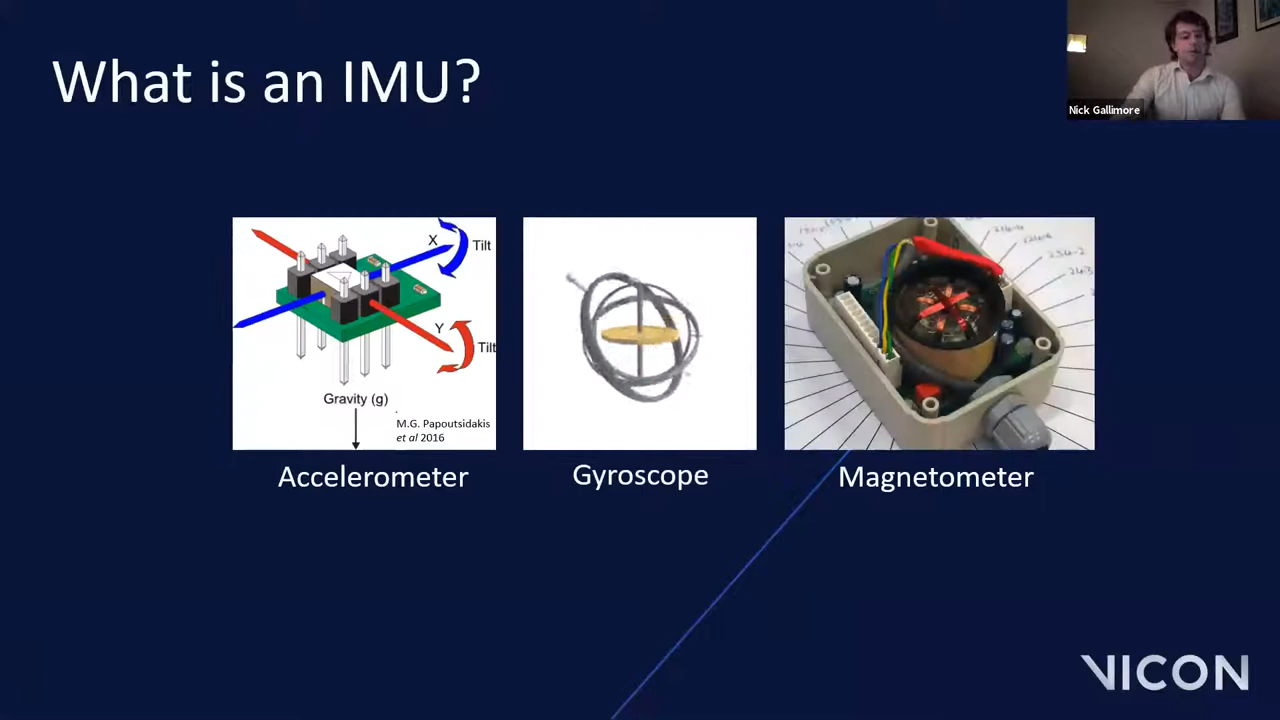 What is an IMU?
Nick Gallimore
X
Tilt
Y
Tilt
Gravity (g)
M.G. Papoutsidakis
et al 2016
Accelerometer
Gyroscope
Magnetometer
VICON